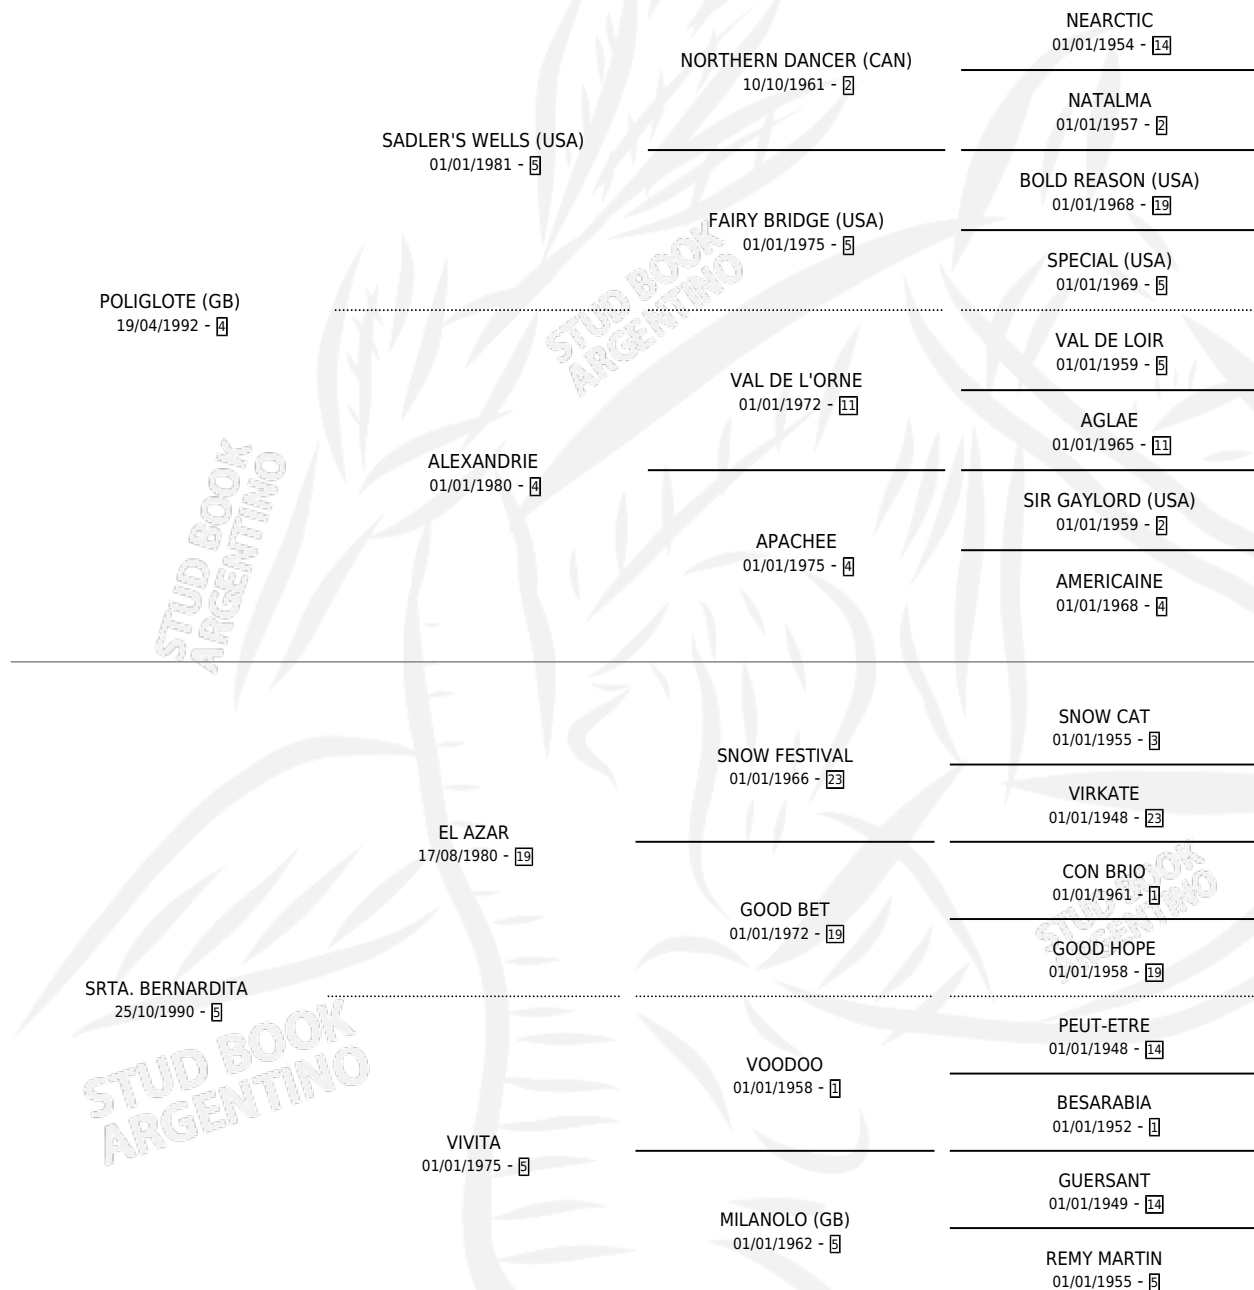 POLIGLOTE (GB)
19/04/1992 - 4
SADLER'S WELLS (USA)
01/01/1981 - 5
ALEXANDRIE
01/01/1980 - 4
NORTHERN DANCER (CAN)
10/10/1961 - 2
FAIRY BRIDGE (USA)
01/01/1975 - 5
VAL DE L'ORNE
01/01/1972 - 11
APACHEE
01/01/1975 - 4
NEARCTIC
01/01/1954 - 14
NATALMA
01/01/1957 - 2
BOLD REASON (USA)
01/01/1968 - 19
SPECIAL (USA)
01/01/1969 - 5
VAL DE LOIR
01/01/1959 - 5
AGLAE
01/01/1965 - 11
SIR GAYLORD (USA)
01/01/1959 - 2
AMERICAINE
01/01/1968 - 4
SRTA. BERNARDITA
25/10/1990 - 5
EL AZAR
17/08/1980 - 19
VIVITA
01/01/1975 - 5
SNOW FESTIVAL
01/01/1966 - 23
GOOD BET
01/01/1972 - 19
VOODOO
01/01/1958 - 1
MILANOLO (GB)
01/01/1962 - 5
SNOW CAT
01/01/1955 - 3
VIRKATE
01/01/1948 - 23
CON BRIO
01/01/1961 - 1
GOOD HOPE
01/01/1958 - 19
PEUT-ETRE
01/01/1948 - 14
BESARABIA
01/01/1952 - 1
GUERSANT
01/01/1949 - 14
REMY MARTIN
01/01/1955 - 5
STUD BOOK
ARGENTINO
STUD BOOK
ARGENTINO
STUD BOOK
ARGENTINO
STUD BOOK
ARGENTINO